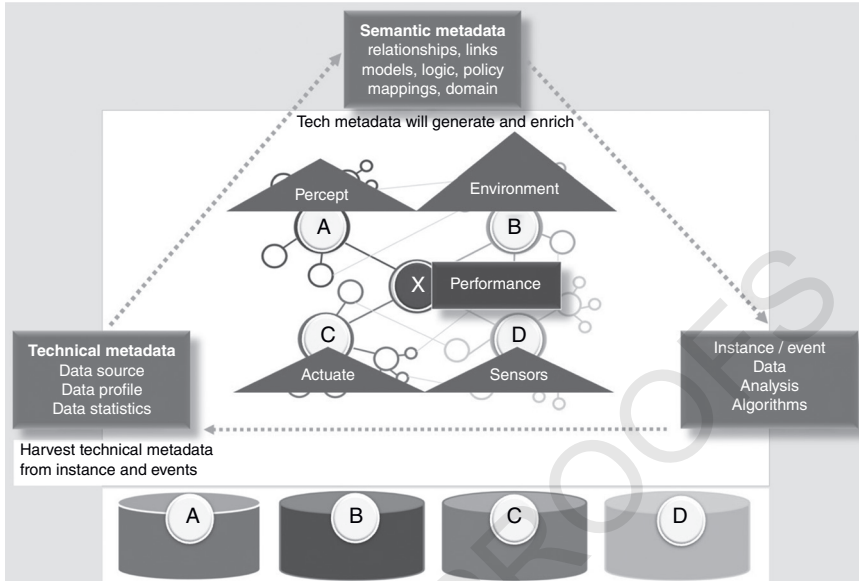 Semantic metadata
relationships, links
models, logic, policy
mappings, domain
Tech metadata will generate and enrich
Percept
Environment
A
B
X
Performance
C
D
Actuate
Sensors
Technical metadata
Data source
Data profile
Data statistics
Instance / event
Data
Analysis
Algorithms
Harvest technical metadata
from instance and events
A
B
C
D
PROOFS